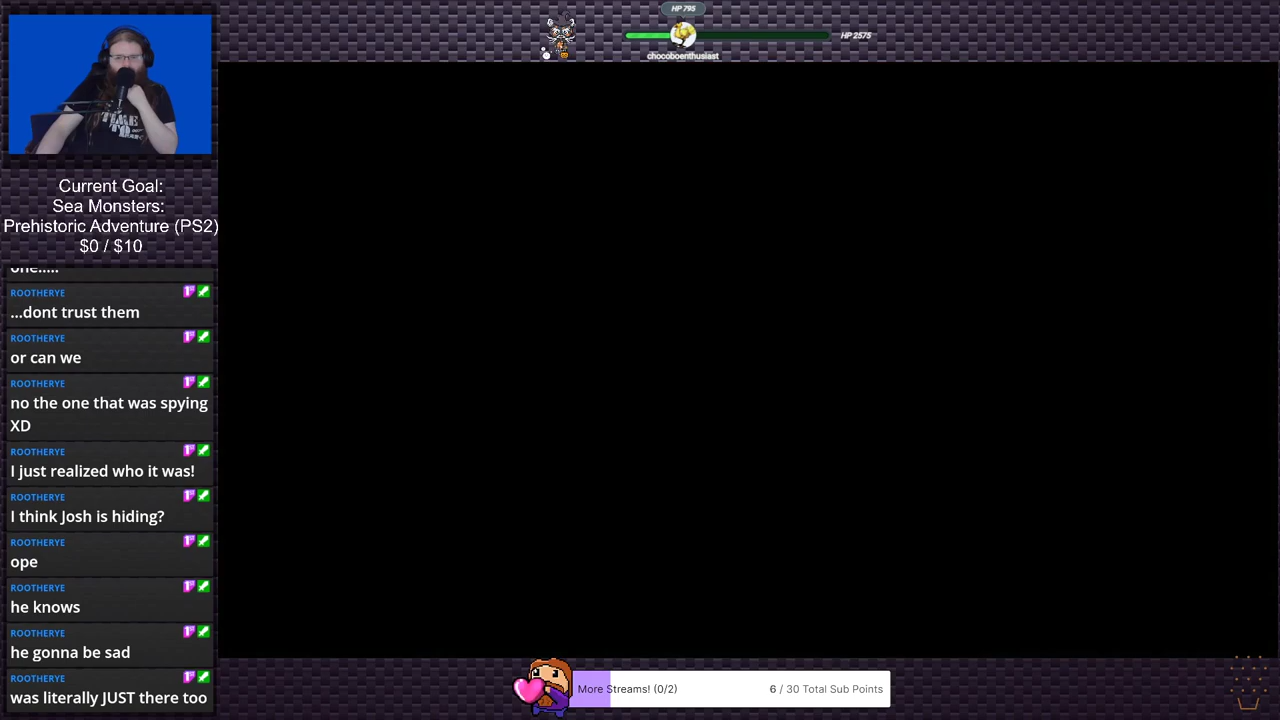 HP 795
HP 2575
chocoboenthusiast
TIME
TO
Current Goal:
Sea Monsters:
Prehistoric Adventure (PS2)
$0 / $10
one.....
ROOTHERYE
...dont trust them
ROOTHERYE
or can we
ROOTHERYE
no the one that was spying
XD
ROOTHERYE
I just realized who it was!
ROOTHERYE
I think Josh is hiding?
ROOTHERYE
ope
ROOTHERYE
he knows
ROOTHERYE
he gonna be sad
ROOTHERYE
was literally JUST there too
More Streams! (0/2)
6 / 30 Total Sub Points